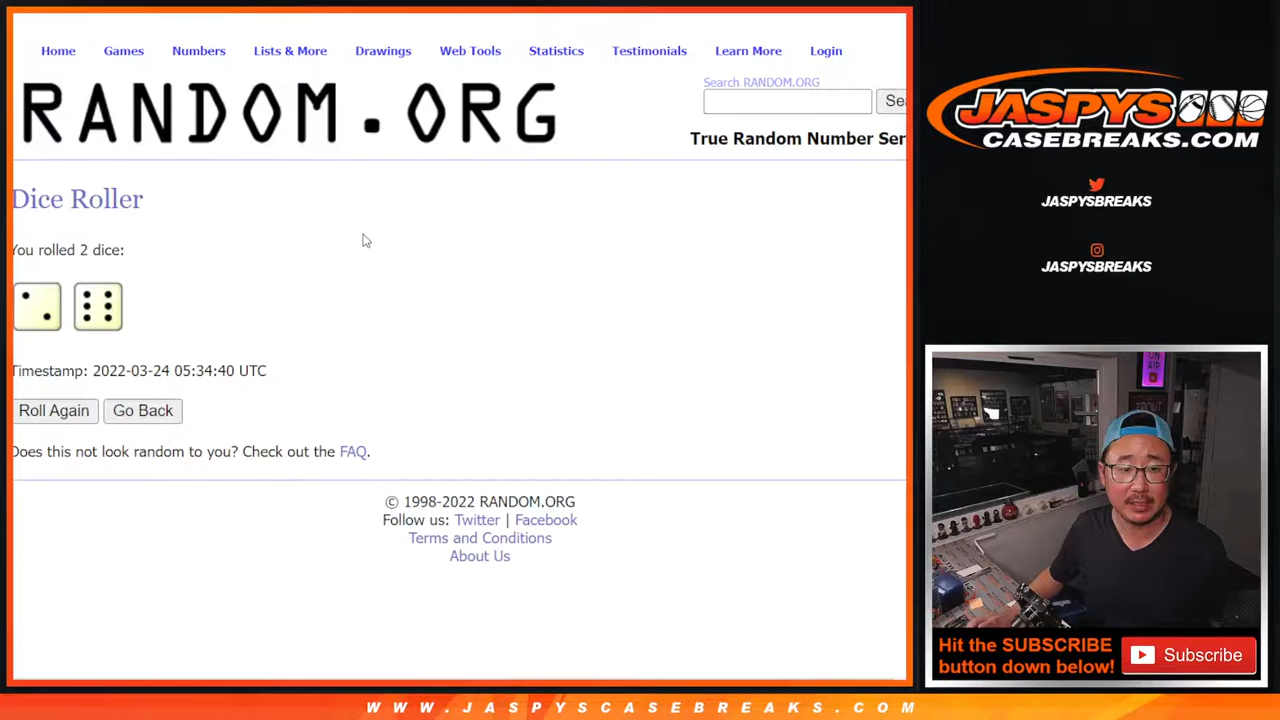 Home Games Numbers Lists & More Drawings Web Tools Statistics Testimonials Learn More Login
RANDOM.ORG
Search RANDOM.ORG
Sea
True Random Number Ser
Dice Roller
You rolled 2 dice:
Timestamp: 2022-03-24 05:34:40 UTC
Roll Again Go Back
Does this not look random to you? Check out the FAQ.
© 1998-2022 RANDOM.ORG
Follow us: Twitter | Facebook
Terms and Conditions
About Us
JASPYS
CASEBREAKS.COM
JASPYSBREAKS
JASPYSBREAKS
ON
AIR
Hit the SUBSCRIBE
button down below!
Subscribe
WWW.JASPYSCASEBREAKS.COM